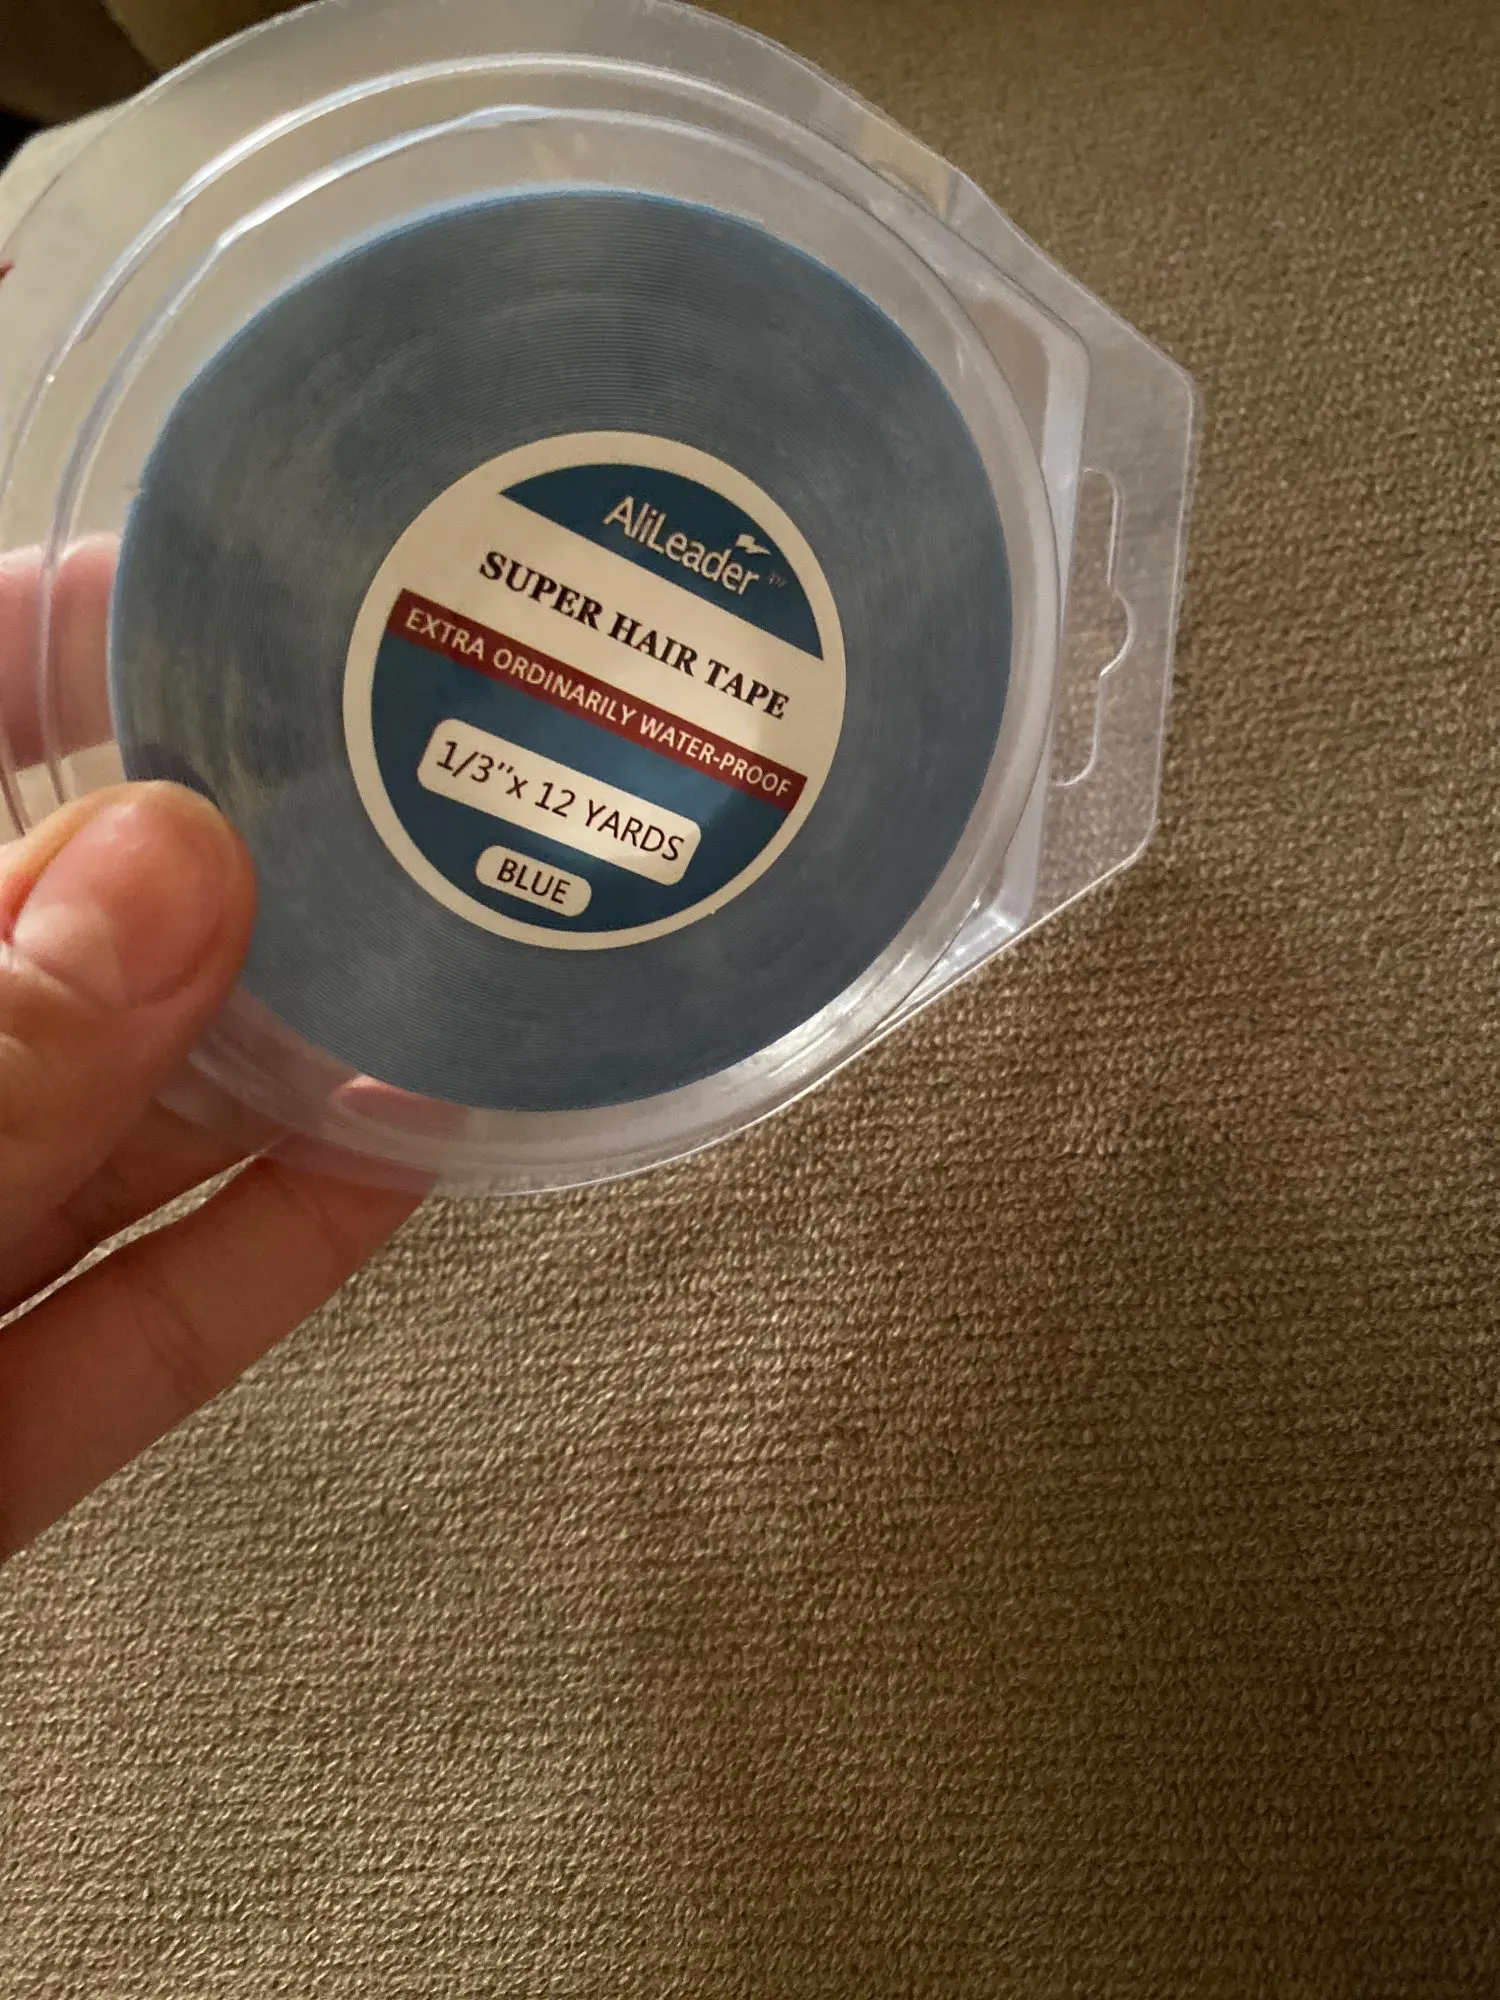 AliLeader
SUPER HAIR TAPE
EXTRA ORDINARILY WATER-PROOF
1/3"x 12 YARDS
BLUE